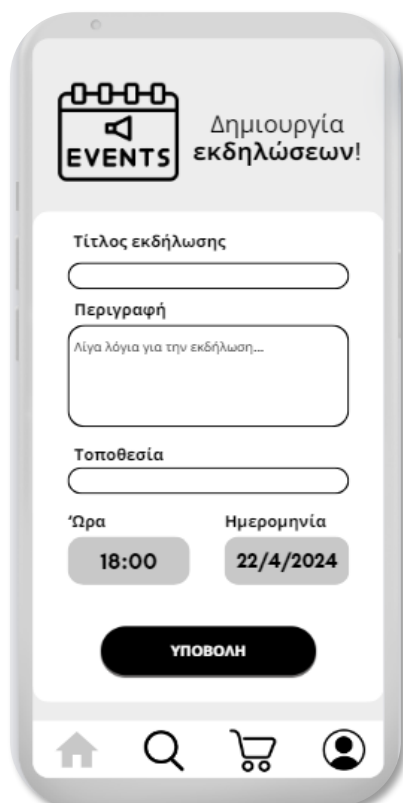 EVENTS
Δημιουργία
εκδηλώσεων!
Τίτλος εκδήλωσης
Περιγραφή
Λίγα λόγια για την εκδήλωση...
Τοποθεσία
Ώρα Ημερομηνία
18:00 22/4/2024
ΥΠΟΒΟΛΗ